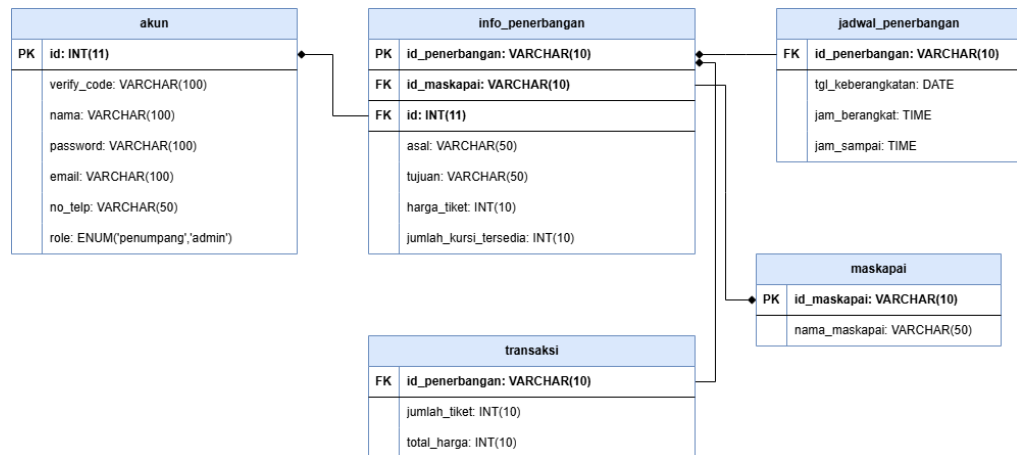 akun
PK id: INT(11)
verify_code: VARCHAR(100)
nama: VARCHAR(100)
password: VARCHAR(100)
email: VARCHAR(100)
no_telp: VARCHAR(50)
role: ENUM('penumpang','admin')
info_penerbangan
PK id_penerbangan: VARCHAR(10)
FK id_maskapai: VARCHAR(10)
FK id: INT(11)
asal: VARCHAR(50)
tujuan: VARCHAR(50)
harga_tiket: INT(10)
jumlah_kursi_tersedia: INT(10)
jadwal_penerbangan
FK id_penerbangan: VARCHAR(10)
tgl_keberangkatan: DATE
jam_berangkat: TIME
jam_sampai: TIME
maskapai
PK id_maskapai: VARCHAR(10)
nama_maskapai: VARCHAR(50)
transaksi
FK id_penerbangan: VARCHAR(10)
jumlah_tiket: INT(10)
total_harga: INT(10)